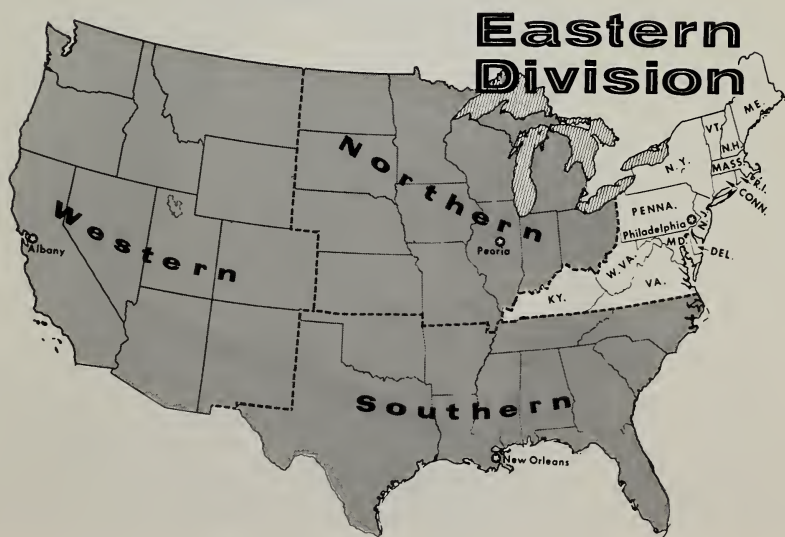 Eastern
Division
ME.
VT.
N.H.
N.Y.
MASS.
R.I.
CONN.
Northern
PENNA.
N.J.
Philadelphia
Western
Peoria
MD.
DEL.
Albany
W.VA.
VA.
KY.
Southern
New Orleans